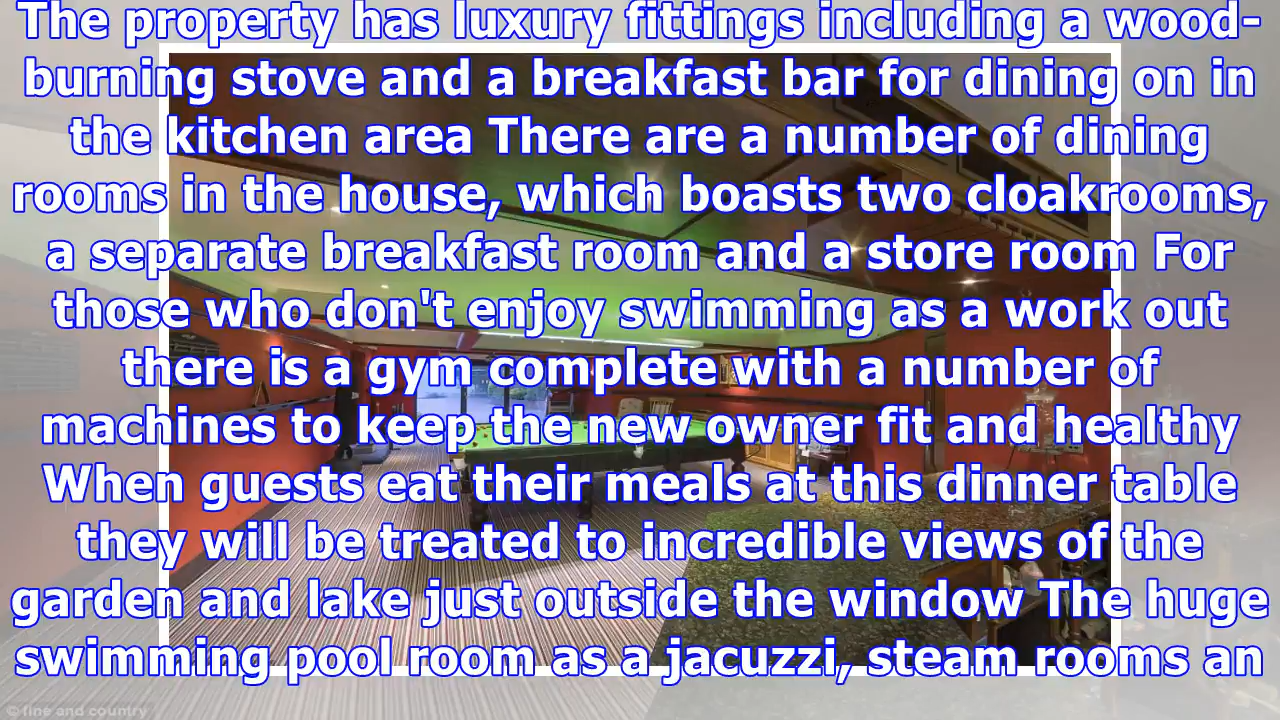 The property has luxury fittings including a wood-
burning stove and a breakfast bar for dining on in
the kitchen area There are a number of dining
rooms in the house, which boasts two cloakrooms,
a separate breakfast room and a store room For
those who don't enjoy swimming as a work out
there is a gym complete with a number of
machines to keep the new owner fit and healthy
When guests eat their meals at this dinner table
they will be treated to incredible views of the
garden and lake just outside the window The huge
swimming pool room as a jacuzzi, steam rooms an
© fine and country